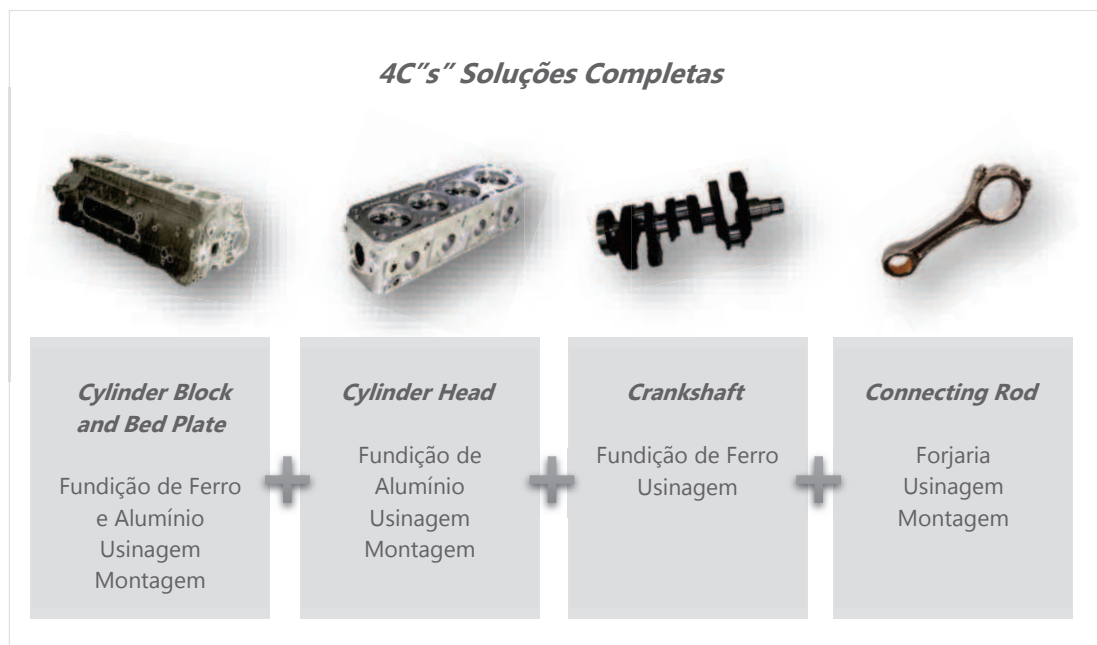 4C”s” Soluções Completas
Cylinder Block
and Bed Plate
Fundição de Ferro
e Alumínio
Usinagem
Montagem
Cylinder Head
Fundição de
Alumínio
Usinagem
Montagem
Crankshaft
Fundição de Ferro
Usinagem
Connecting Rod
Forjaria
Usinagem
Montagem